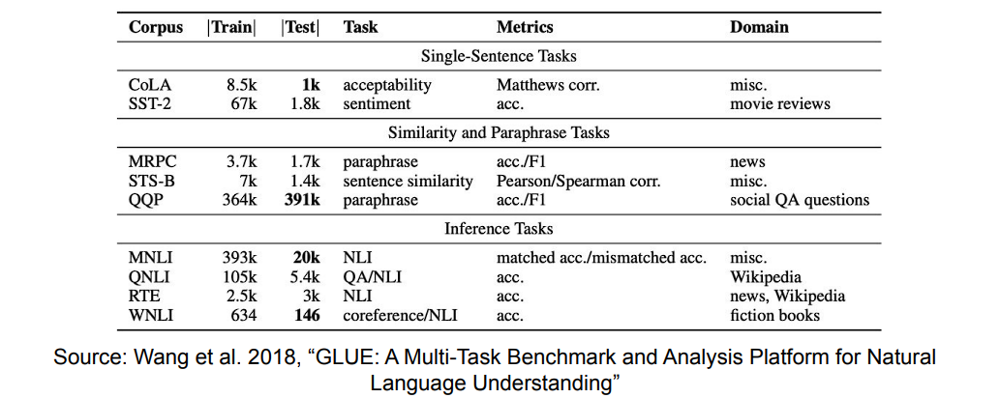 Corpus |Train| |Test| Task Metrics Domain
Single-Sentence Tasks
CoLA 8.5k 1k acceptability Matthews corr. misc.
SST-2 67k 1.8k sentiment acc. movie reviews
Similarity and Paraphrase Tasks
MRPC 3.7k 1.7k paraphrase acc./F1 news
STS-B 7k 1.4k sentence similarity Pearson/Spearman corr. misc.
QQP 364k 391k paraphrase acc./F1 social QA questions
Inference Tasks
MNLI 393k 20k NLI matched acc./mismatched acc. misc.
QNLI 105k 5.4k QA/NLI acc. Wikipedia
RTE 2.5k 3k NLI acc. news, Wikipedia
WNLI 634 146 coreference/NLI acc. fiction books
Source: Wang et al. 2018, “GLUE: A Multi-Task Benchmark and Analysis Platform for Natural
Language Understanding”